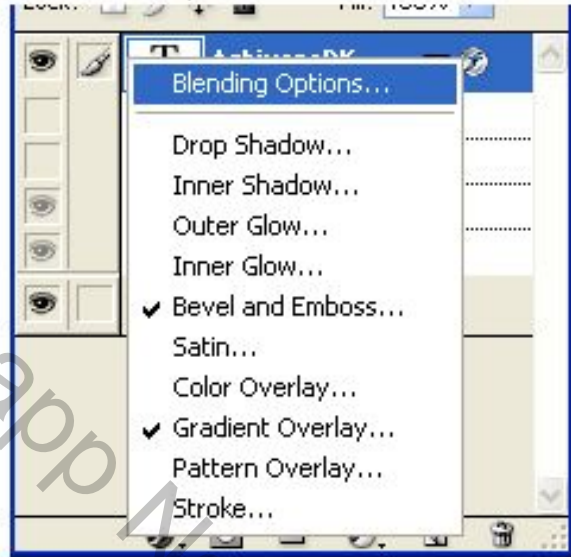 T
Blending Options...
Drop Shadow...
Inner Shadow...
Outer Glow...
Inner Glow...
Bevel and Emboss...
Satin...
Color Overlay...
Gradient Overlay...
Pattern Overlay...
Stroke...